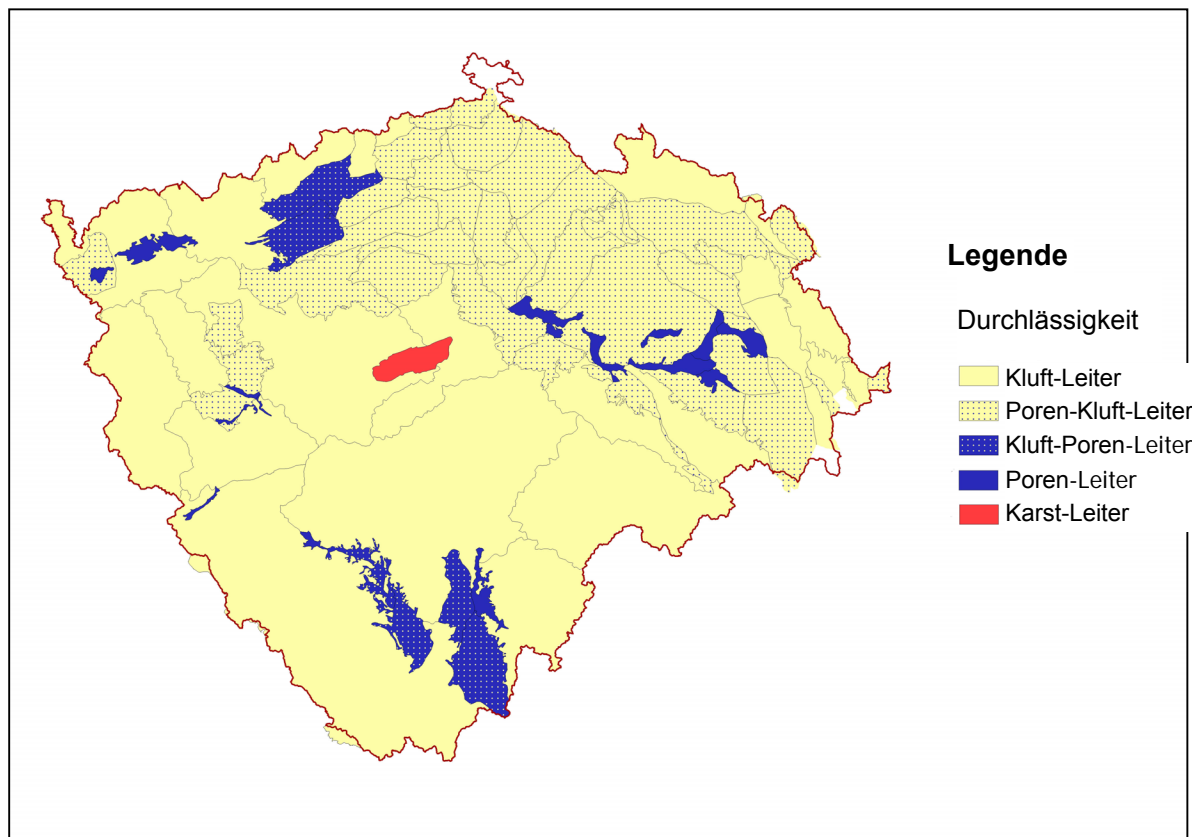 Legende
Durchlässigkeit
Kluft-Leiter
Poren-Kluft-Leiter
Kluft-Poren-Leiter
Poren-Leiter
Karst-Leiter